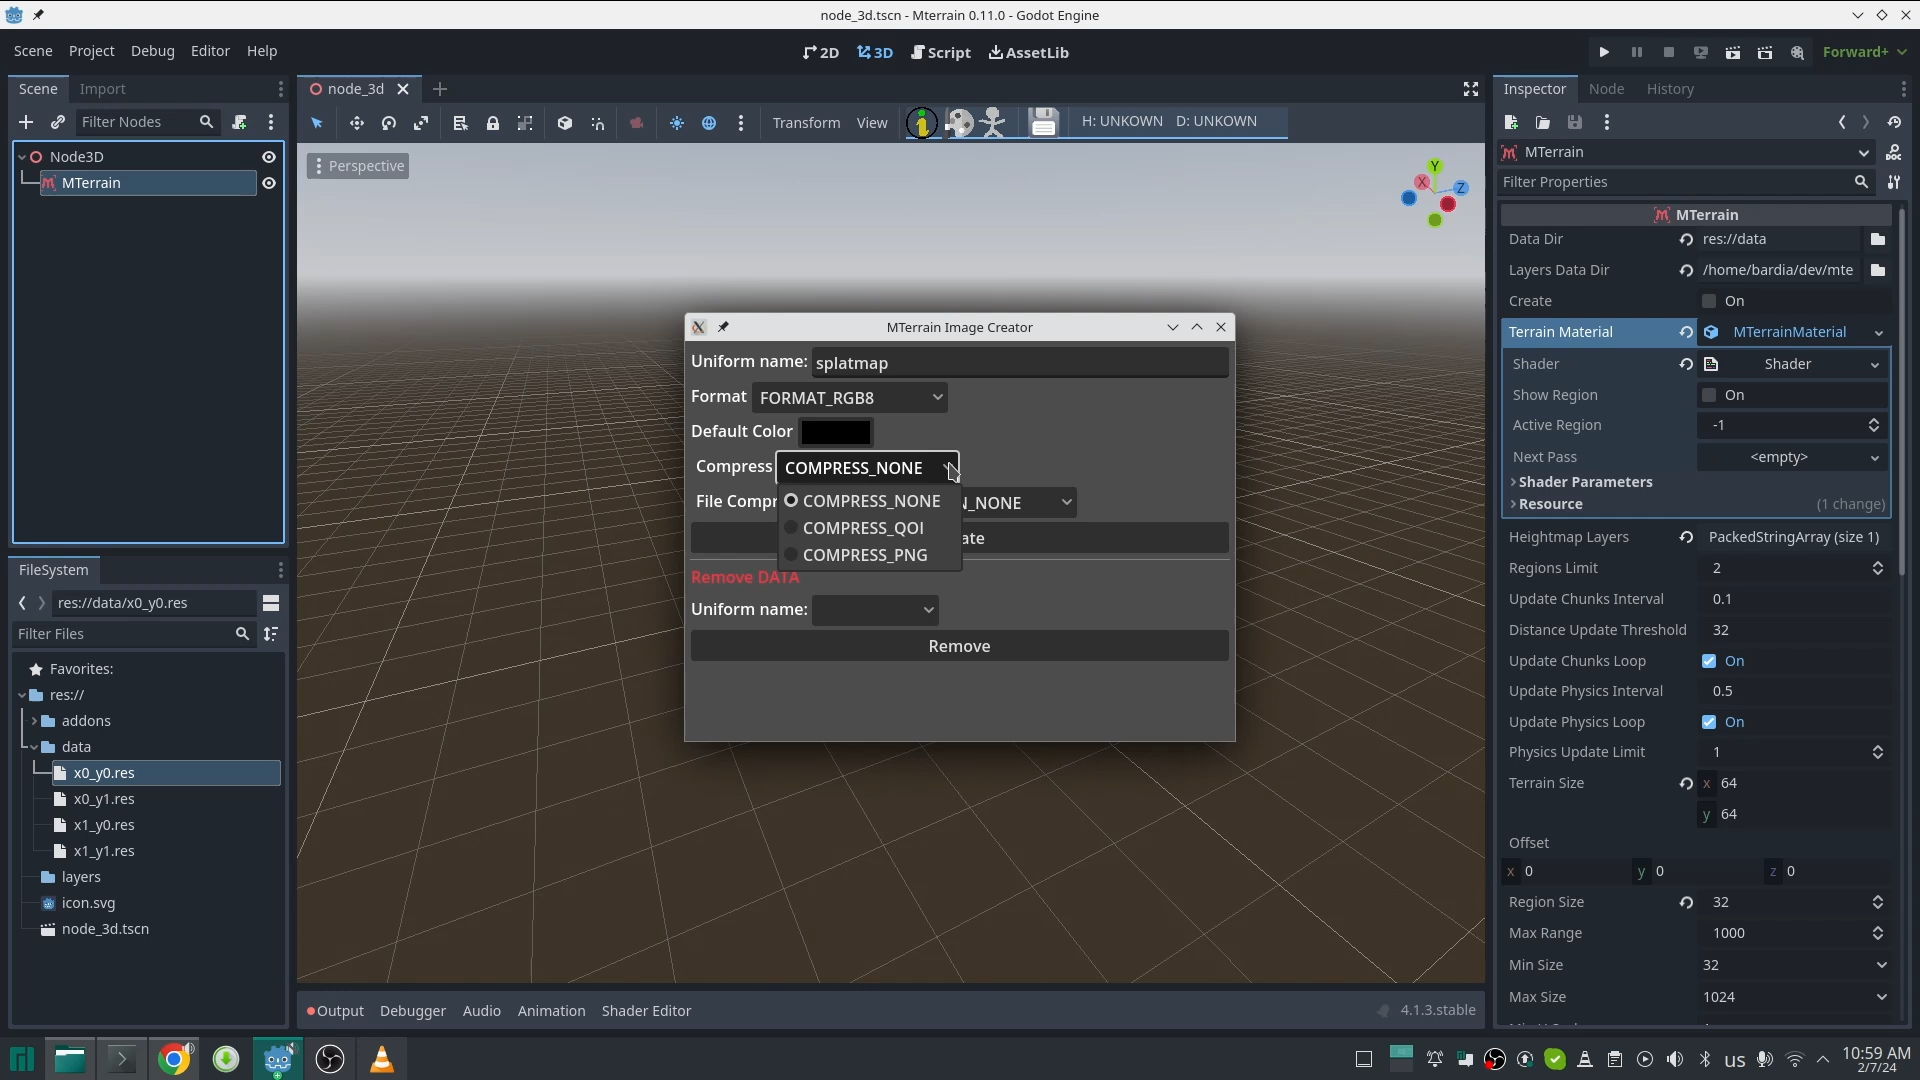 node_3d.tscn - Mterrain 0.11.0 - Godot Engine
Scene Project Debug Editor Help
2D 3D Script AssetLib
Forward+
Scene Import
Filter Nodes
Node3D
MTerrain
FileSystem
res://data/x0_y0.res
Filter Files
Favorites:
res://
addons
data
x0_y0.res
x0_y1.res
x1_y0.res
x1_y1.res
layers
icon.svg
node_3d.tscn
node_3d
Transform View
H: UNKOWN D: UNKOWN
Perspective
Y
X
Z
MTerrain Image Creator
Uniform name: splatmap
Format FORMAT_RGB8
Default Color
Compress COMPRESS_NONE
File Compr N_NONE
COMPRESS_NONE
COMPRESS_QOI
COMPRESS_PNG
ate
Remove DATA
Uniform name:
Remove
Output Debugger Audio Animation Shader Editor
4.1.3.stable
Inspector Node History
MTerrain
DOC
Filter Properties
MTerrain
Data Dir res://data
Layers Data Dir /home/bardia/dev/mte
Create On
Terrain Material MTerrainMaterial
Shader Shader
Show Region On
Active Region -1
Next Pass <empty>
Shader Parameters
Resource (1 change)
Heightmap Layers PackedStringArray (size 1)
Regions Limit 2
Update Chunks Interval 0.1
Distance Update Threshold 32
Update Chunks Loop On
Update Physics Interval 0.5
Update Physics Loop On
Physics Update Limit 1
Terrain Size x 64
y 64
Offset
x 0 y 0 z 0
Region Size 32
Max Range 1000
Min Size 32
Max Size 1024
us
10:59 AM
2/7/24